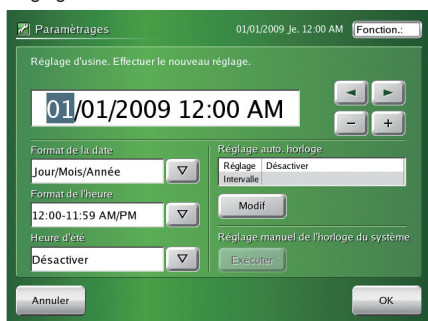 Paramètrages 01/01/2009 Je. 12:00 AM Fonction.:
Réglage d'usine. Effectuer le nouveau réglage.
01/01/2009 12:00 AM
- +
Format de la date
Jour/Mois/Année
Format de l'heure
12:00-11:59 AM/PM
Heure d'été
Désactiver
Réglage auto. horloge
Réglage Désactiver
Intervalle
Modif
Réglage manuel de l'horloge du système
Exécuter
Annuler OK